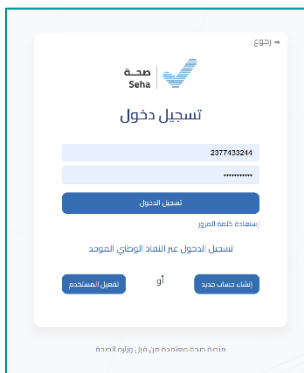 رجوع
صحـة
Seha
تسجيل دخول
2377433244
تسجيل الدخول
إستعادة كلمة المرور
تسجيل الدخول عبر النفاذ الوطني الموحد
إنشاء حساب جديد أو تفعيل المستخدم
منصة صحة معتمدة من قبل وزارة الصحة